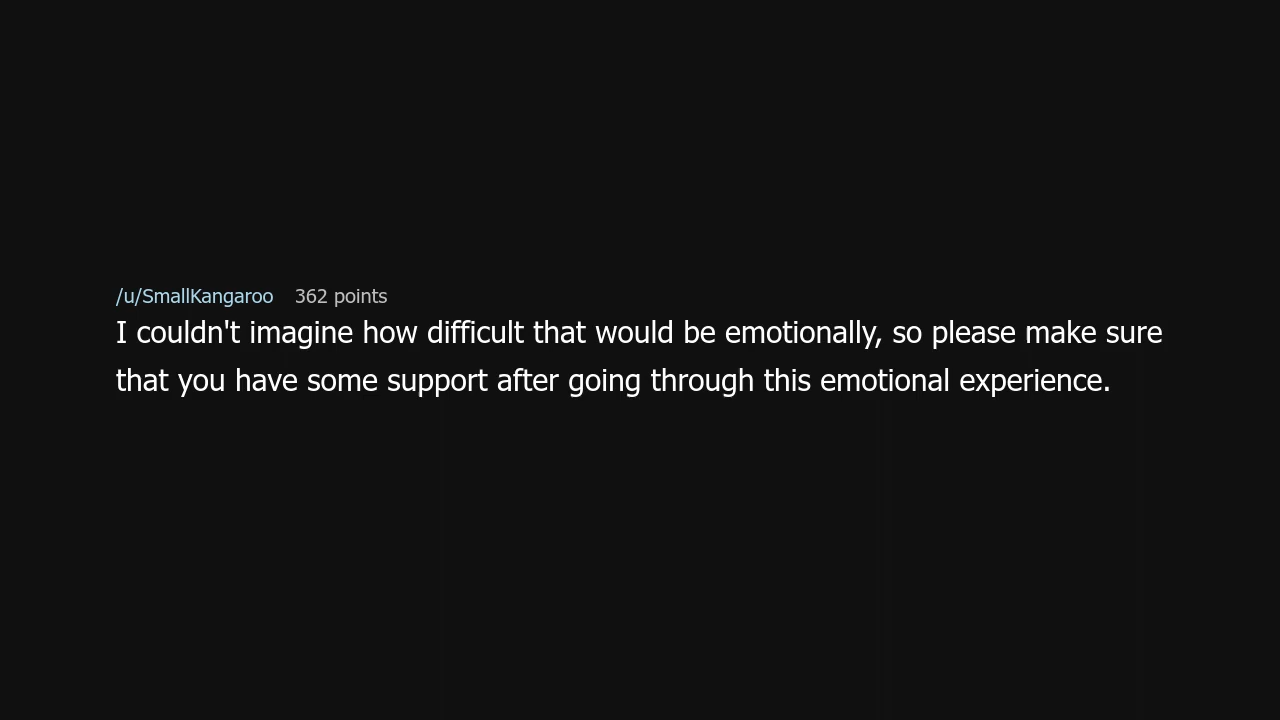 /u/SmallKangaroo 362 points
I couldn't imagine how difficult that would be emotionally, so please make sure
that you have some support after going through this emotional experience.